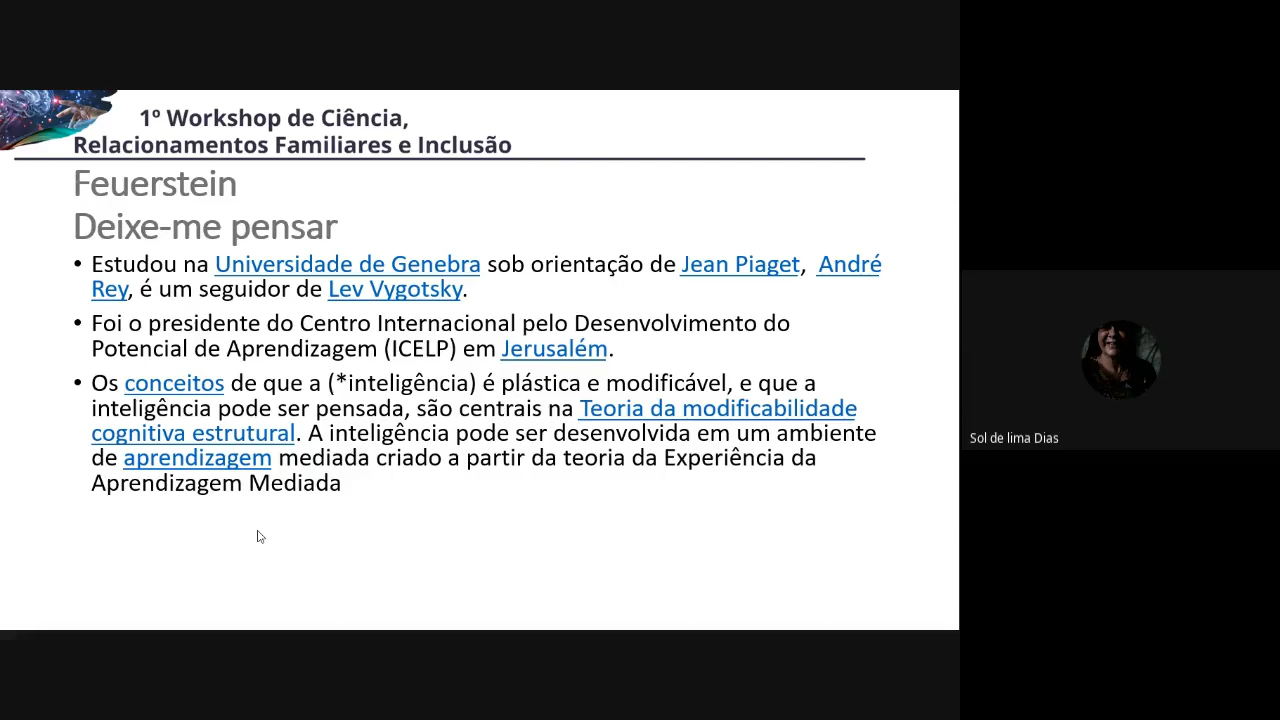 1º Workshop de Ciência,
Relacionamentos Familiares e Inclusão
Feuerstein
Deixe-me pensar
• Estudou na Universidade de Genebra sob orientação de Jean Piaget, André
Rey, é um seguidor de Lev Vygotsky.
• Foi o presidente do Centro Internacional pelo Desenvolvimento do
Potencial de Aprendizagem (ICELP) em Jerusalém.
• Os conceitos de que a (*inteligência) é plástica e modificável, e que a
inteligência pode ser pensada, são centrais na Teoria da modificabilidade
cognitiva estrutural. A inteligência pode ser desenvolvida em um ambiente
de aprendizagem mediada criado a partir da teoria da Experiência da
Aprendizagem Mediada
Sol de lima Dias